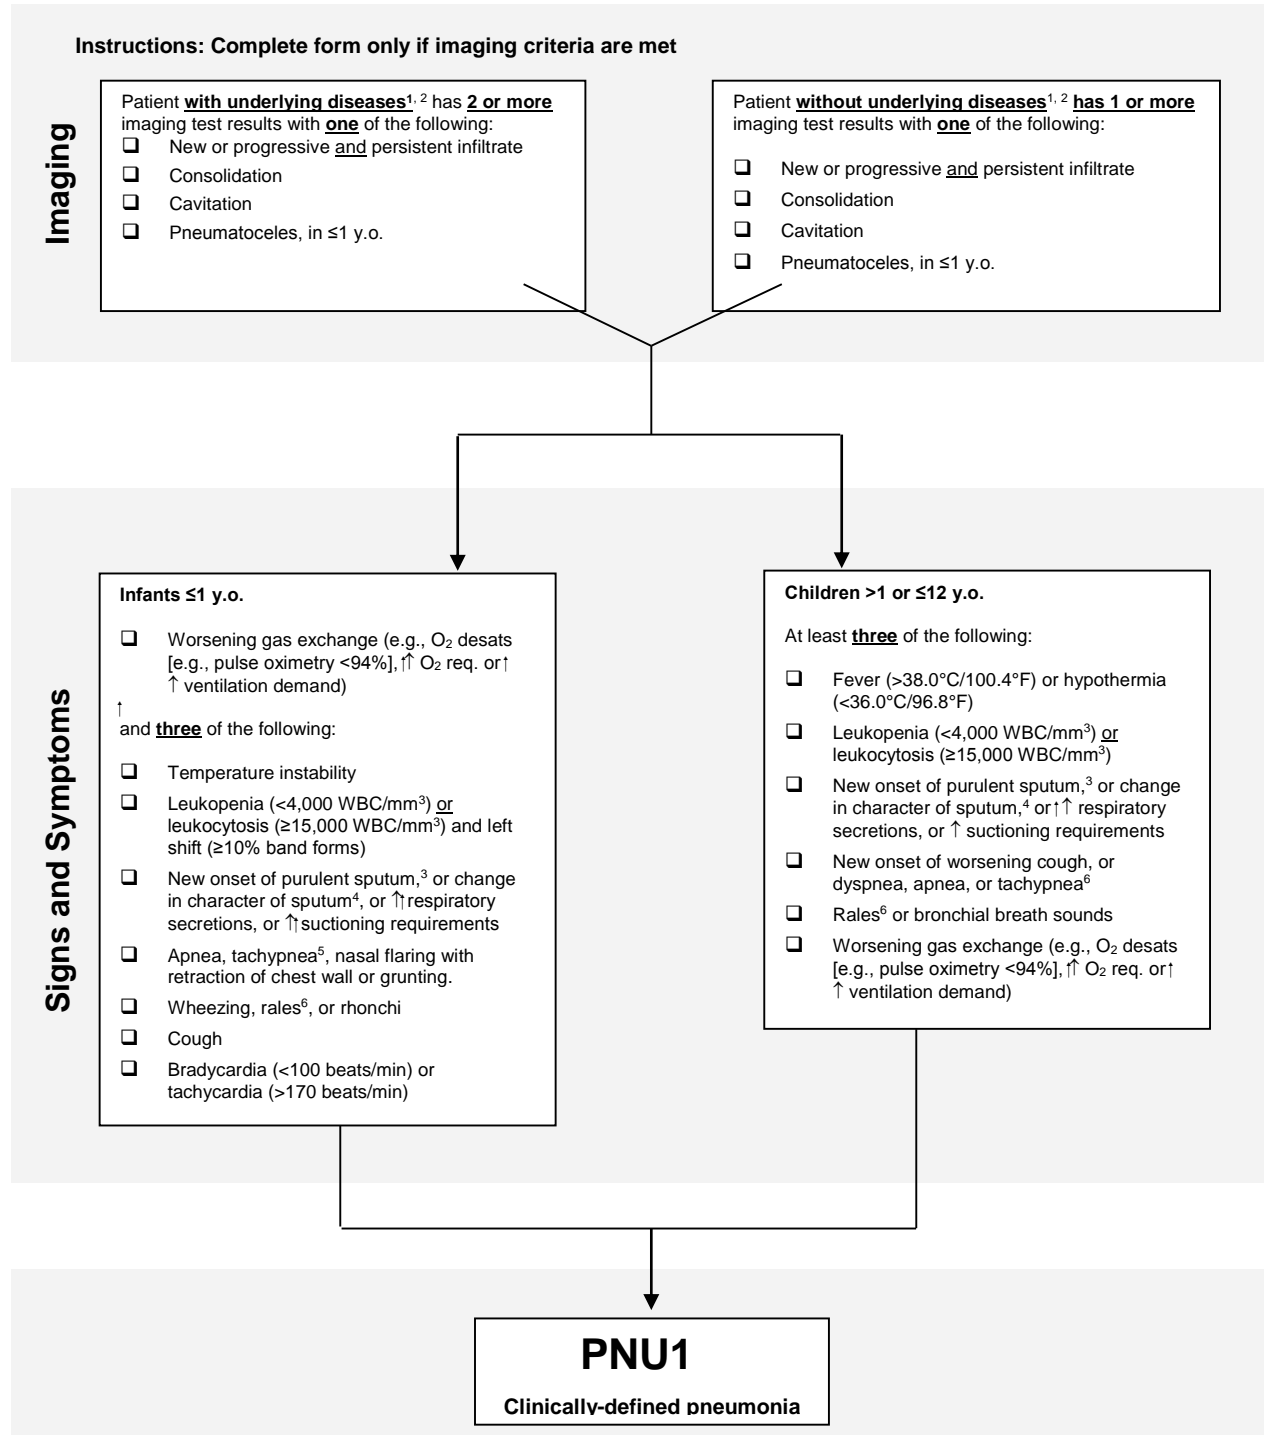 Instructions: Complete form only if imaging criteria are met
Imaging
Patient with underlying diseases1, 2 has 2 or more
imaging test results with one of the following:
❑ New or progressive and persistent infiltrate
❑ Consolidation
❑ Cavitation
❑ Pneumatoceles, in ≤1 y.o.
Patient without underlying diseases1, 2 has 1 or more
imaging test results with one of the following:
❑ New or progressive and persistent infiltrate
❑ Consolidation
❑ Cavitation
❑ Pneumatoceles, in ≤1 y.o.
Signs and Symptoms
Infants ≤1 y.o.
❑ Worsening gas exchange (e.g., O2 desats
[e.g., pulse oximetry <94%],↑↑ O2 req. or↑
↑ ventilation demand)
↑
and three of the following:
❑ Temperature instability
❑ Leukopenia (<4,000 WBC/mm3) or
leukocytosis (≥15,000 WBC/mm3) and left
shift (≥10% band forms)
❑ New onset of purulent sputum,3 or change
in character of sputum4, or ↑↑respiratory
secretions, or ↑↑suctioning requirements
❑ Apnea, tachypnea5, nasal flaring with
retraction of chest wall or grunting.
❑ Wheezing, rales6, or rhonchi
❑ Cough
❑ Bradycardia (<100 beats/min) or
tachycardia (>170 beats/min)
Children >1 or ≤12 y.o.
At least three of the following:
❑ Fever (>38.0°C/100.4°F) or hypothermia
(<36.0°C/96.8°F)
❑ Leukopenia (<4,000 WBC/mm3) or
leukocytosis (≥15,000 WBC/mm3)
❑ New onset of purulent sputum,3 or change
in character of sputum,4 or↑↑ respiratory
secretions, or ↑ suctioning requirements
❑ New onset of worsening cough, or
dyspnea, apnea, or tachypnea6
❑ Rales6 or bronchial breath sounds
❑ Worsening gas exchange (e.g., O2 desats
[e.g., pulse oximetry <94%],↑↑ O2 req. or↑
↑ ventilation demand)
PNU1
Clinically-defined pneumonia